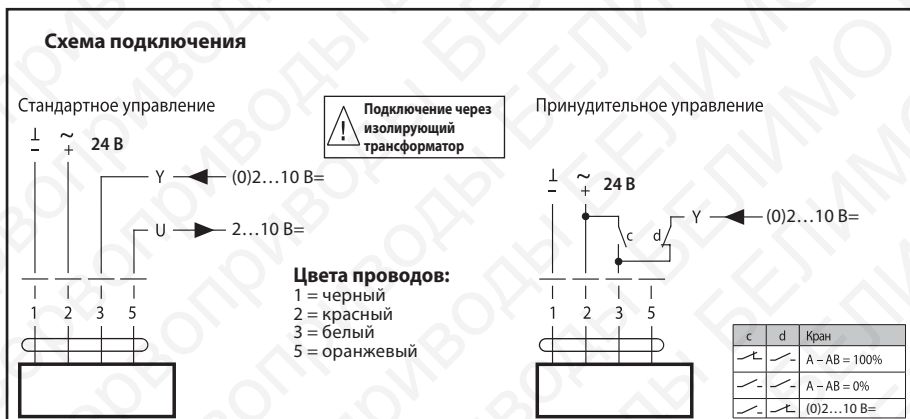 Схема подключения
Стандартное управление
Подключение через
изолирующий
трансформатор
Принудительное управление
⊥ ~ 24 В
- +
Y (0)2…10 В=
U 2…10 В=
1 2 3 5
Цвета проводов:
1 = черный
2 = красный
3 = белый
5 = оранжевый
⊥ ~ 24 В
- +
c d Y (0)2…10 В=
1 2 3 5
c d Кран
A – AB = 100%
A – AB = 0%
(0)2…10 В=